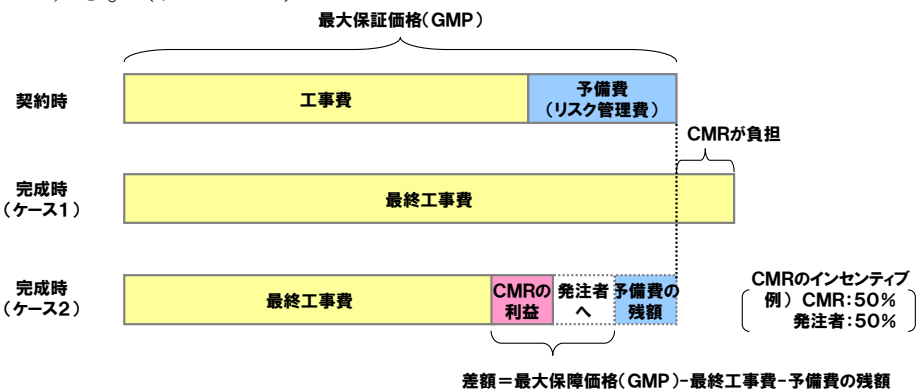 最大保証価格(GMP)
契約時
工事費
予備費
(リスク管理費)
CMRが負担
完成時
(ケース1)
最終工事費
完成時
(ケース2)
最終工事費
CMRの
利益
発注者
へ
予備費の
残額
CMRのインセンティブ
例) CMR:50%
発注者:50%
差額=最大保障価格(GMP)-最終工事費-予備費の残額